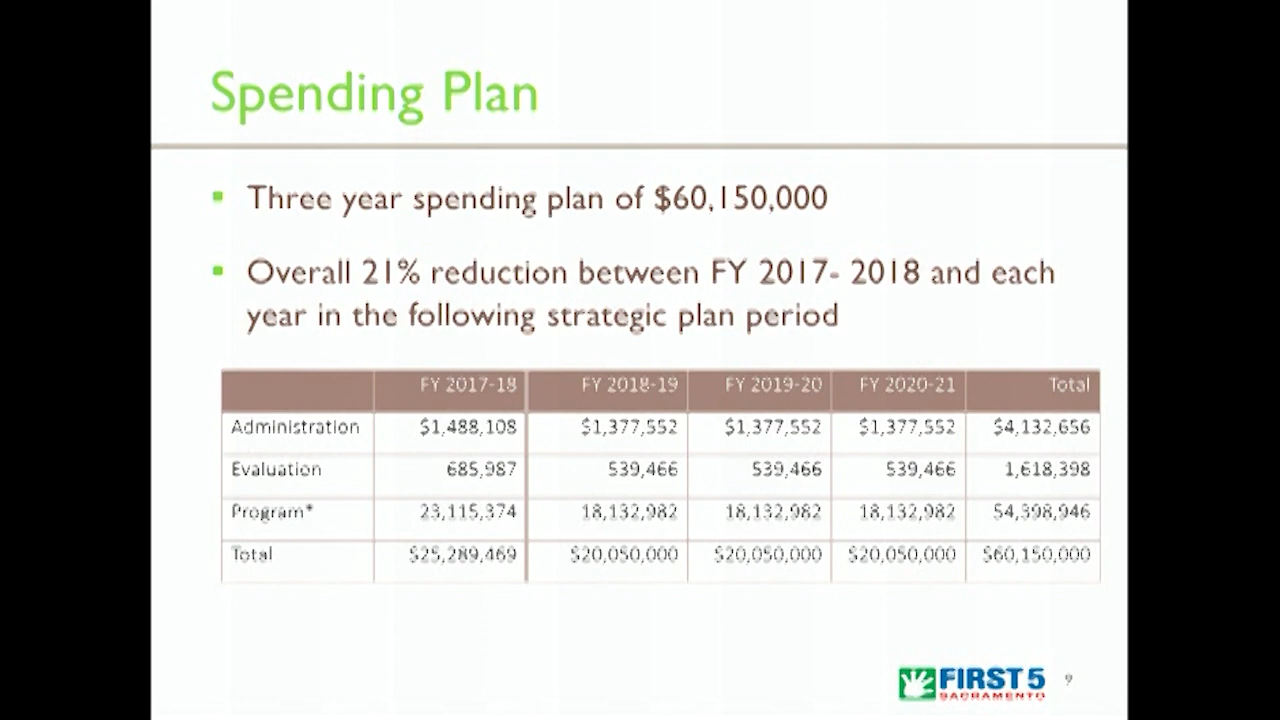 Spending Plan
Three year spending plan of $60,150,000
Overall 21% reduction between FY 2017- 2018 and each
year in the following strategic plan period
FY 2017-18 FY 2018-19 FY 2019-20 FY 2020-21 Total
Administration $1,488,108 $1,377,552 $1,377,552 $1,377,552 $4,132,656
Evaluation 685,987 539,466 539,466 539,466 1,618,398
Program* 23,115,374 18,132,982 18,132,982 18,132,982 54,398,946
Total $25,289,469 $20,050,000 $20,050,000 $20,050,000 $60,150,000
FIRST 5
SACRAMENTO
9